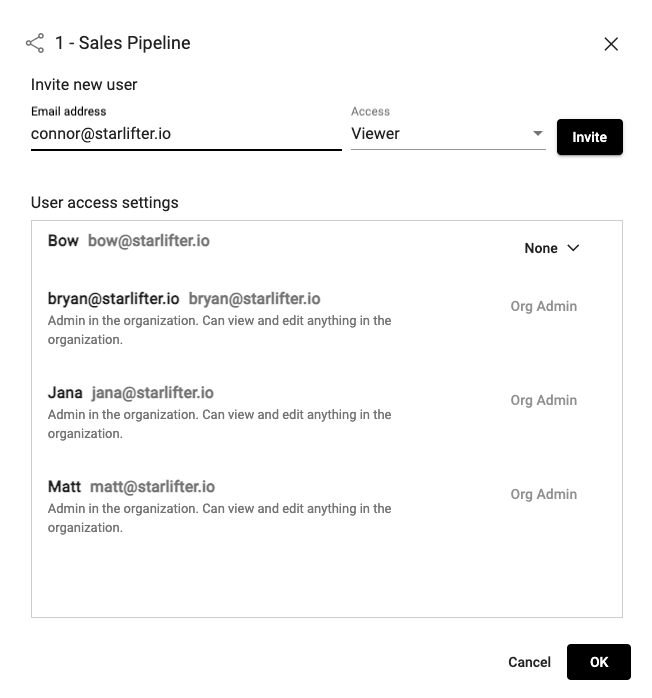 1 - Sales Pipeline
Invite new user
Email address
connor@starlifter.io
Access
Viewer
Invite
User access settings
Bow bow@starlifter.io
None
bryan@starlifter.io bryan@starlifter.io
Admin in the organization. Can view and edit anything in the
organization.
Org Admin
Jana jana@starlifter.io
Admin in the organization. Can view and edit anything in the
organization.
Org Admin
Matt matt@starlifter.io
Admin in the organization. Can view and edit anything in the
organization.
Org Admin
Cancel
OK